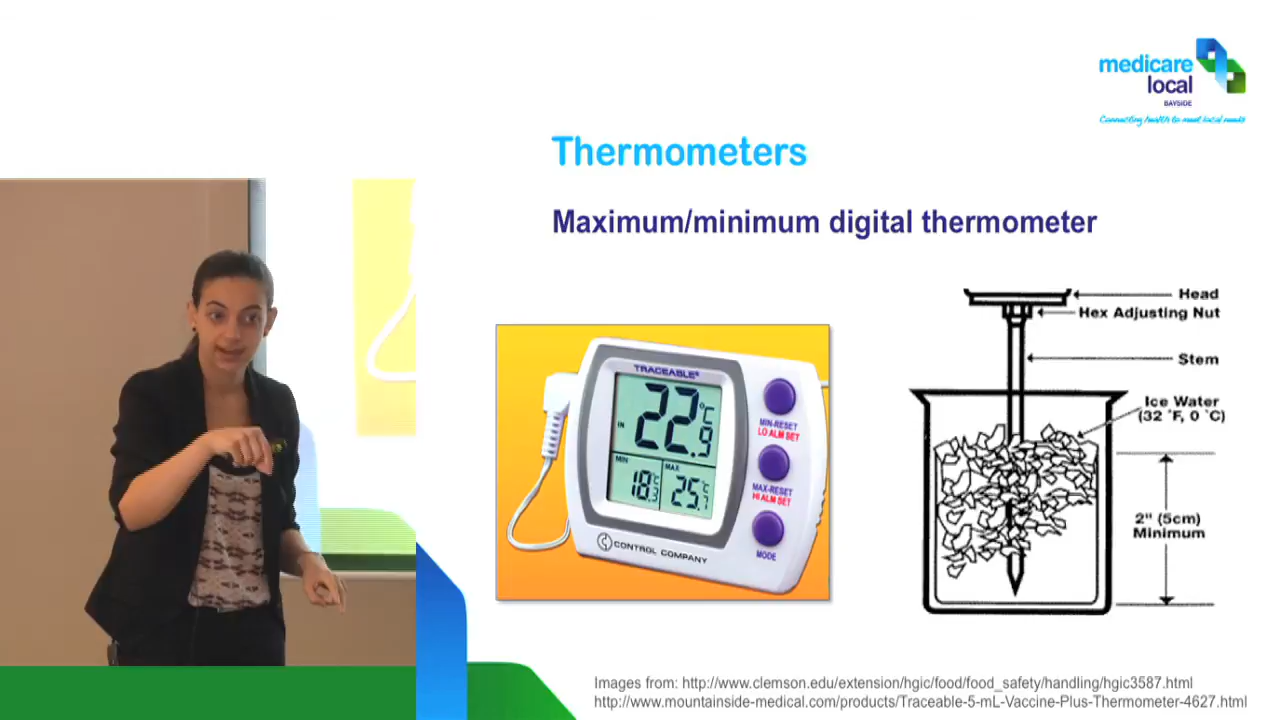 medicare
local
BAYSIDE
Connecting health to meet local needs
Thermometers
Maximum/minimum digital thermometer
TRACEABLE®
22.9°C
IN
MIN
18.3°C
MAX
25.7°C
MIN-RESET
LO ALM SET
MAX-RESET
HI ALM SET
MODE
CONTROL COMPANY
Head
Hex Adjusting Nut
Stem
Ice Water
(32 °F, 0 °C)
2" (5cm)
Minimum
Images from: http://www.clemson.edu/extension/hgic/food/food_safety/handling/hgic3587.html
http://www.mountainside-medical.com/products/Traceable-5-mL-Vaccine-Plus-Thermometer-4627.html